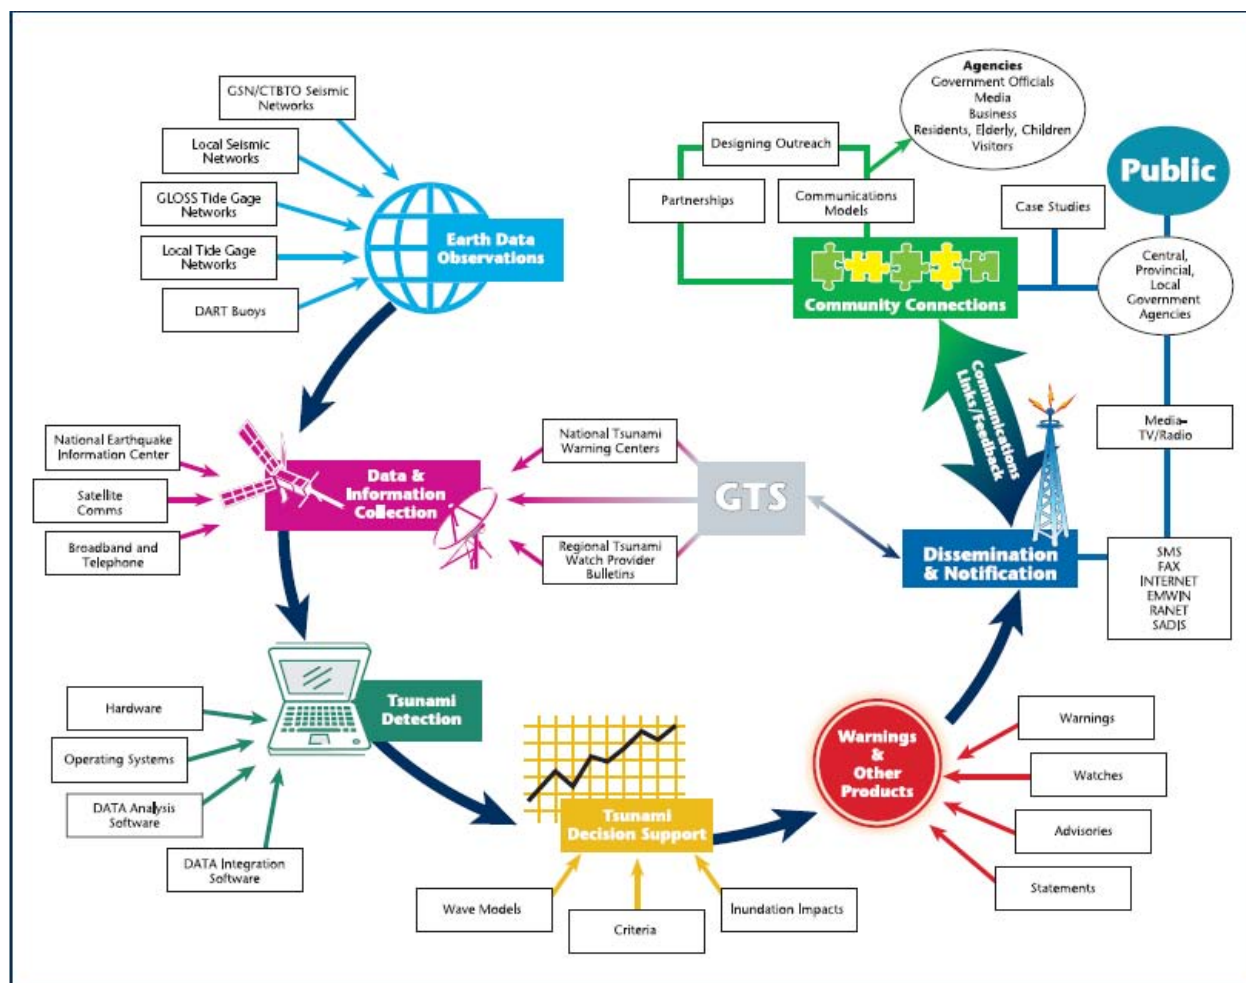 GSN/CTBTO Seismic
Networks
Local Seismic
Networks
GLOSS Tide Gage
Networks
Local Tide Gage
Networks
DART Buoys
Earth Data
Observations
Agencies
Government Officials
Media
Business
Residents, Elderly, Children
Visitors
Designing Outreach
Partnerships
Communications
Models
Case Studies
Public
Community Connections
Central,
Provincial,
Local
Government
Agencies
Communications
Links/Feedback
Media–
TV/Radio
National Earthquake
Information Center
Satellite
Comms
Broadband and
Telephone
Data &
Information
Collection
National Tsunami
Warning Centers
GTS
Regional Tsunami
Watch Provider
Bulletins
Dissemination
& Notification
SMS
FAX
INTERNET
EMWIN
RANET
SADIS
Hardware
Operating Systems
DATA Analysis
Software
DATA Integration
Software
Tsunami
Detection
Tsunami
Decision Support
Wave Models
Criteria
Inundation Impacts
Warnings
&
Other
Products
Warnings
Watches
Advisories
Statements